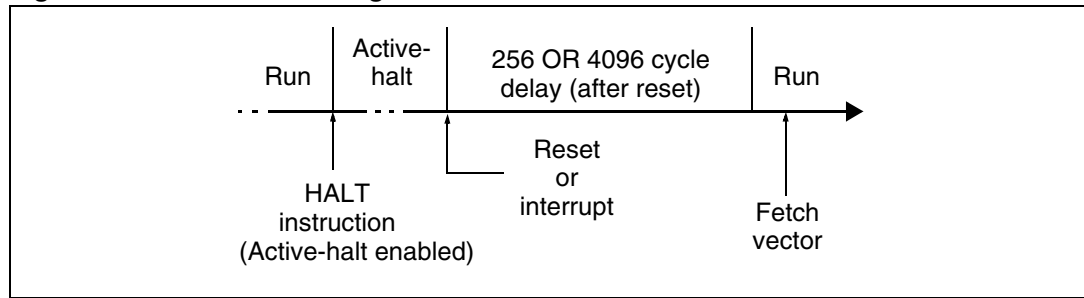 Run
Active-
halt
256 OR 4096 cycle
delay (after reset)
Run
HALT
instruction
(Active-halt enabled)
Reset
or
interrupt
Fetch
vector